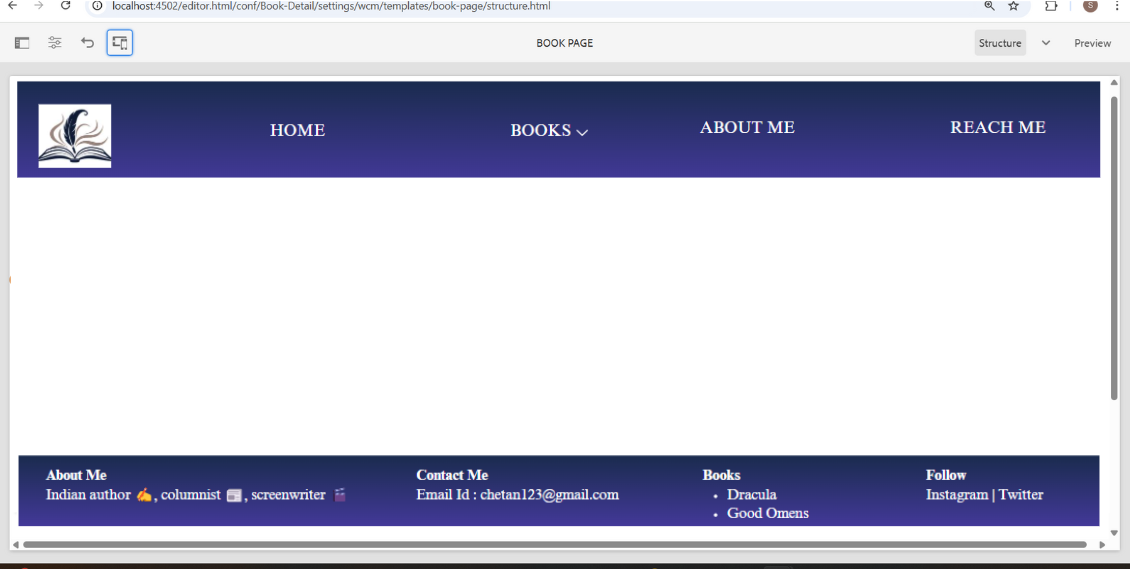 localhost:4502/editor.html/conf/Book-Detail/settings/wcm/templates/book-page/structure.html
S
BOOK PAGE
Structure
Preview
HOME
BOOKS
ABOUT ME
REACH ME
About Me
Indian author ✍️, columnist 📰, screenwriter 🎬
Contact Me
Email Id : chetan123@gmail.com
Books
• Dracula
• Good Omens
Follow
Instagram | Twitter